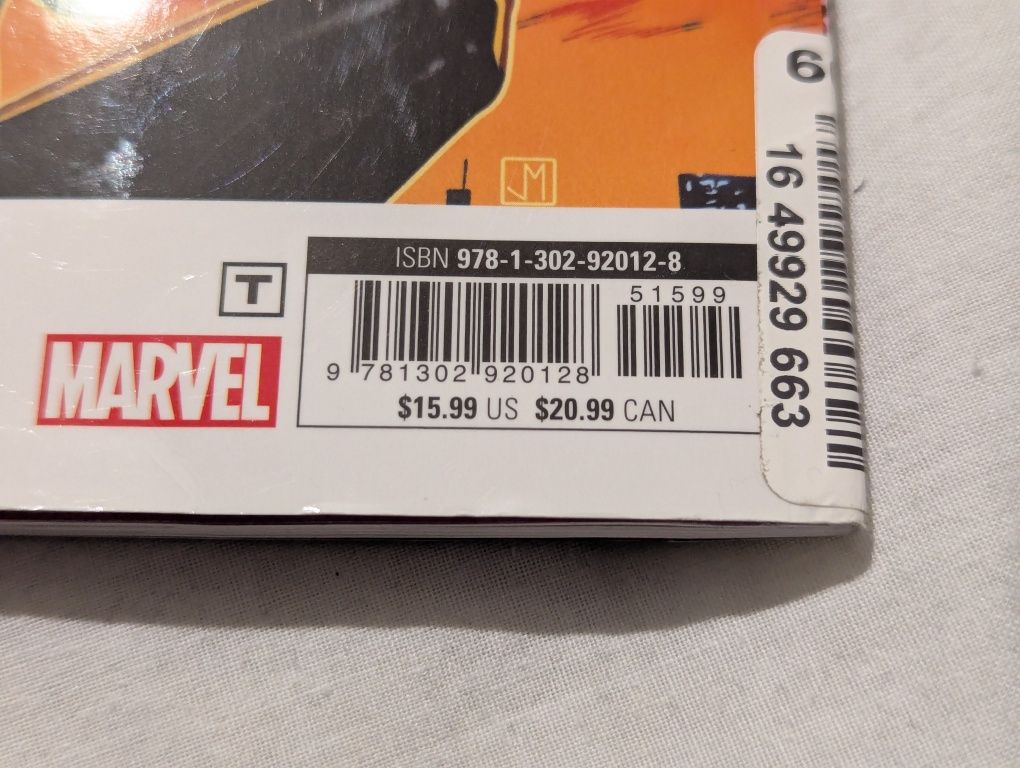 JM
ISBN 978-1-302-92012-8
T
51599
MARVEL
9 781302 920128
$15.99 US $20.99 CAN
6
16 49929 663